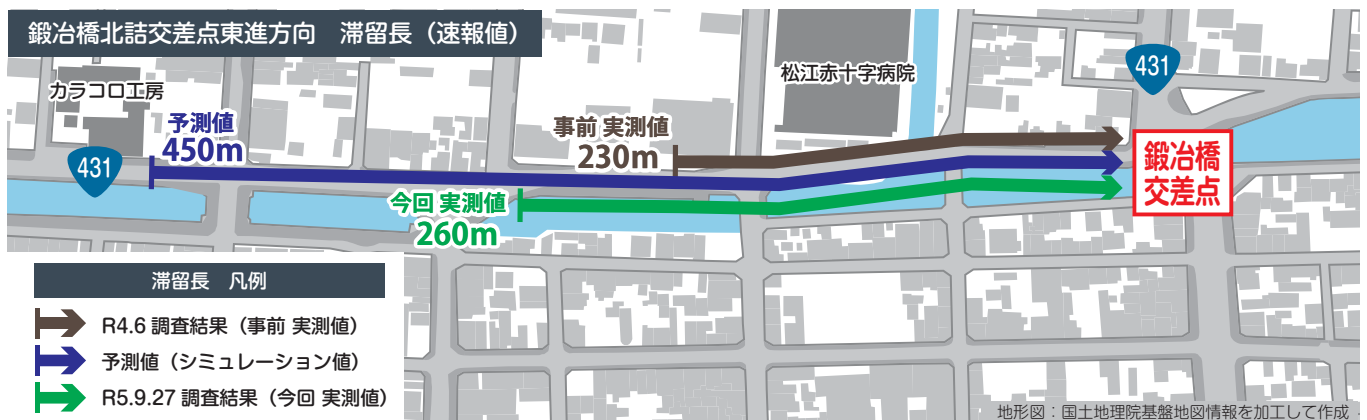 鍛冶橋北詰交差点東進方向　滞留長（速報値）
431
カラコロ工房
松江赤十字病院
予測値
450m
事前 実測値
230m
431
鍛冶橋
交差点
今回 実測値
260m
滞留長　凡例
R4.6 調査結果（事前 実測値）
予測値（シミュレーション値）
R5.9.27 調査結果（今回 実測値）
地形図：国土地理院基盤地図情報を加工して作成